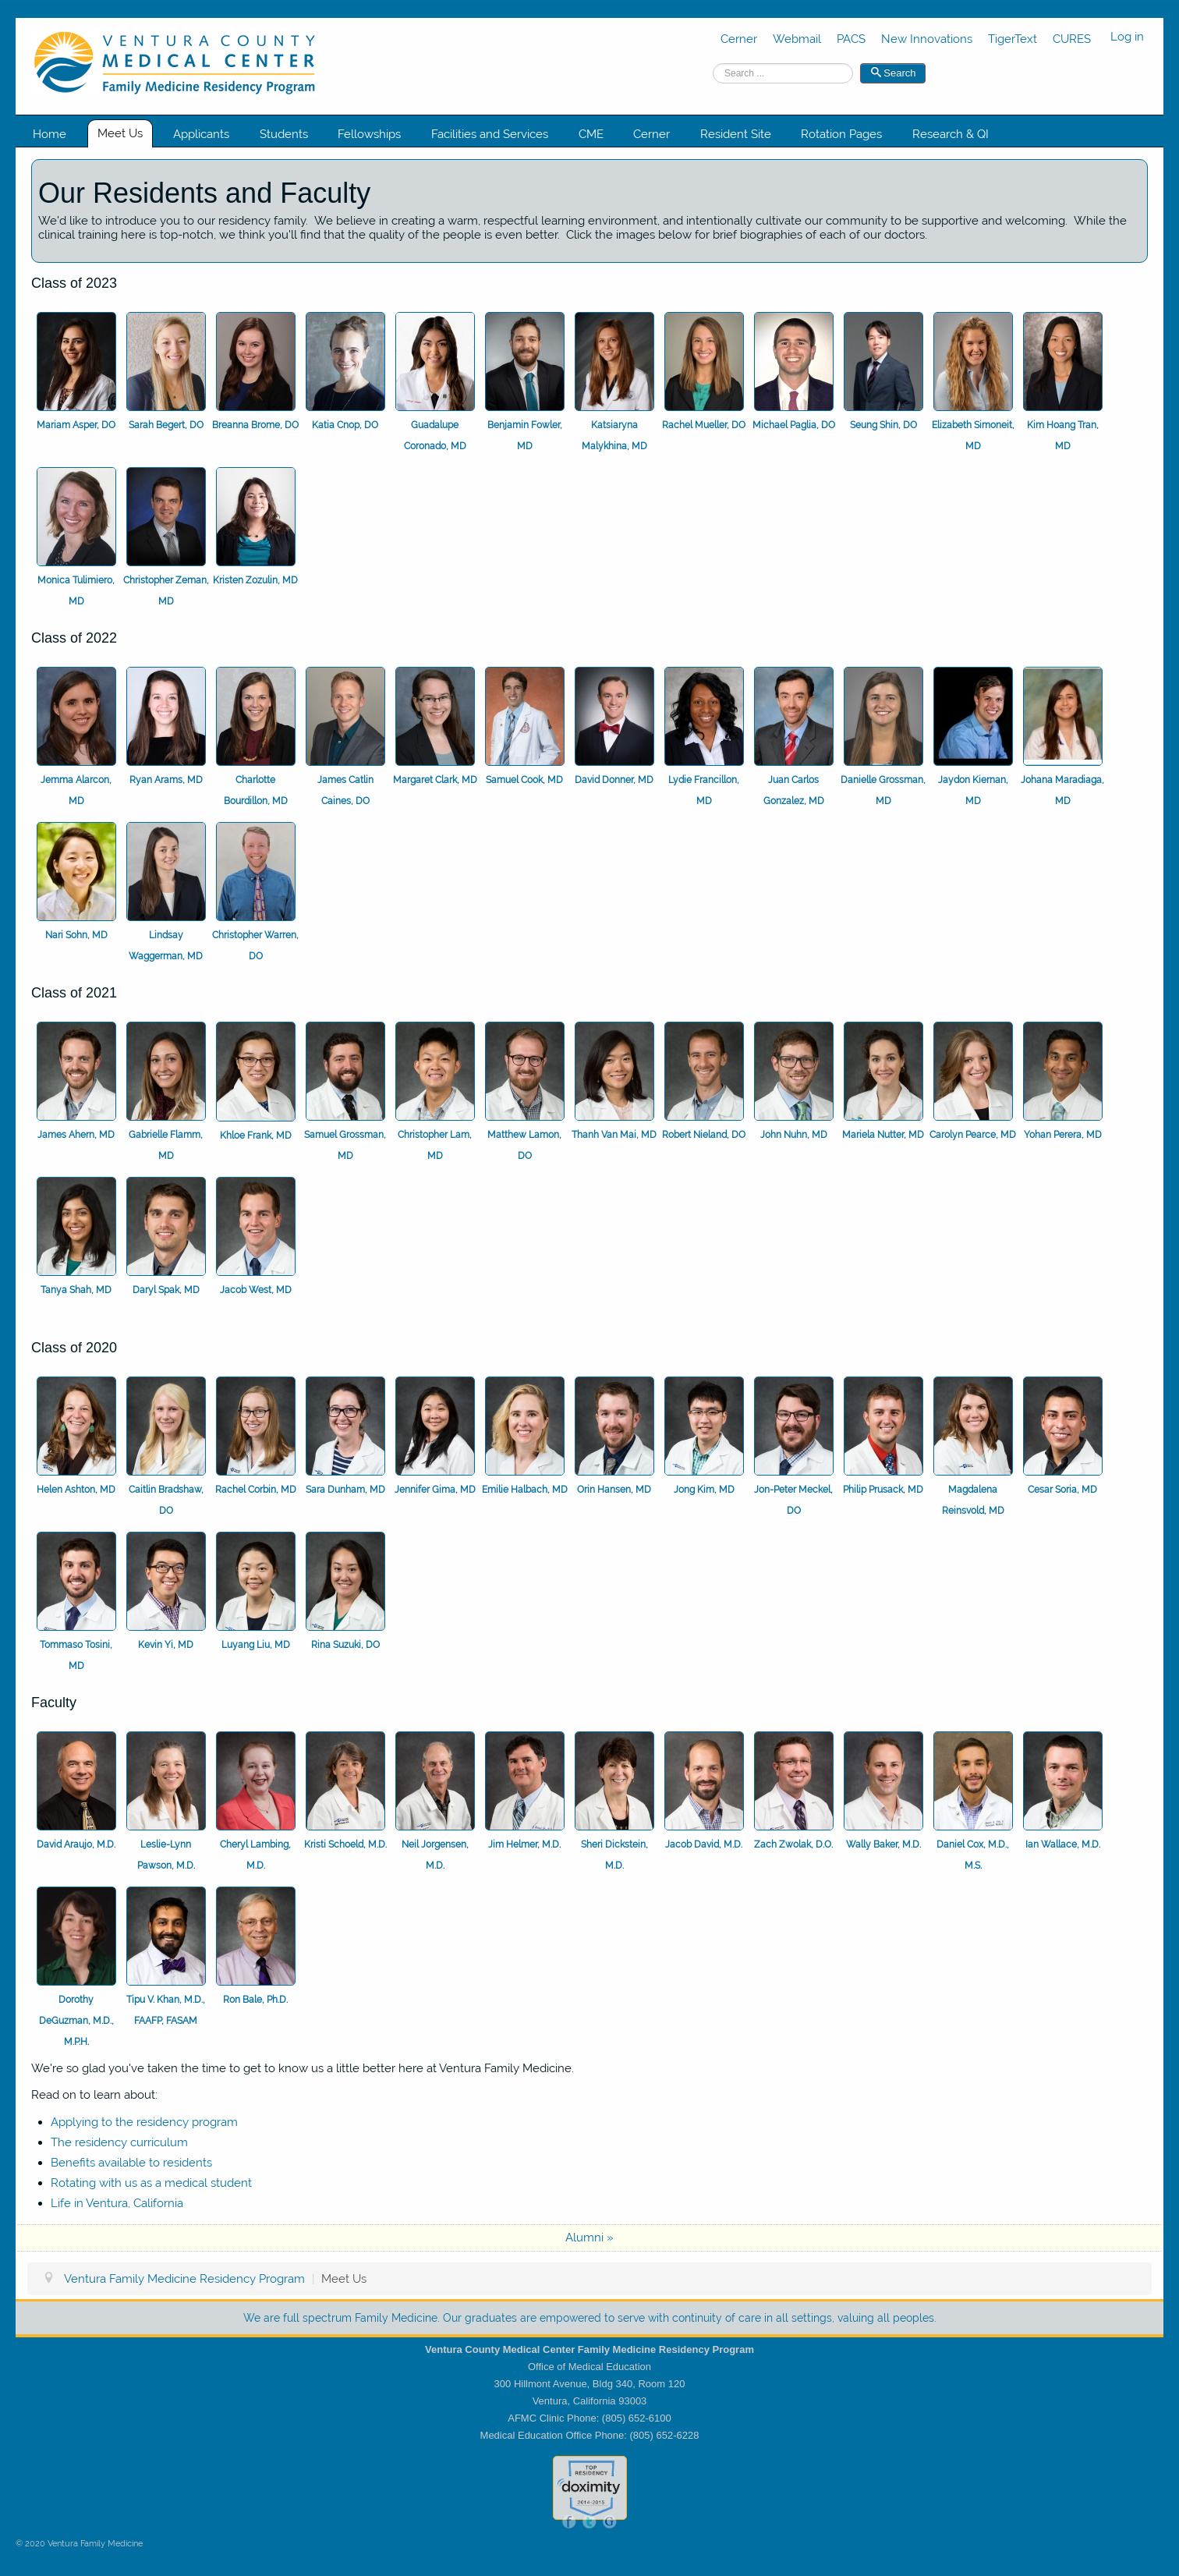 VENTURA COUNTY
MEDICAL CENTER
Family Medicine Residency Program
Cerner Webmail PACS New Innovations TigerText CURES Log in
Search ... Search
Home Meet Us Applicants Students Fellowships Facilities and Services CME Cerner Resident Site Rotation Pages Research & QI
Our Residents and Faculty
We'd like to introduce you to our residency family. We believe in creating a warm, respectful learning environment, and intentionally cultivate our community to be supportive and welcoming. While the
clinical training here is top-notch, we think you'll find that the quality of the people is even better. Click the images below for brief biographies of each of our doctors.
Class of 2023
Mariam Asper, DO Sarah Begert, DO Breanna Brome, DO Katia Cnop, DO Guadalupe Benjamin Fowler, Katsiaryna Rachel Mueller, DO Michael Paglia, DO Seung Shin, DO Elizabeth Simoneit, Kim Hoang Tran,
Coronado, MD MD Malykhina, MD MD MD
Monica Tulimiero, Christopher Zeman, Kristen Zozulin, MD
MD MD
Class of 2022
Jemma Alarcon, Ryan Arams, MD Charlotte James Catlin Margaret Clark, MD Samuel Cook, MD David Donner, MD Lydie Francillon, Juan Carlos Danielle Grossman, Jaydon Kiernan, Johana Maradiaga,
MD Bourdillon, MD Caines, DO MD Gonzalez, MD MD MD MD
Nari Sohn, MD Lindsay Christopher Warren,
Waggerman, MD DO
Class of 2021
James Ahern, MD Gabrielle Flamm, Khloe Frank, MD Samuel Grossman, Christopher Lam, Matthew Lamon, Thanh Van Mai, MD Robert Nieland, DO John Nuhn, MD Mariela Nutter, MD Carolyn Pearce, MD Yohan Perera, MD
MD MD MD DO
Tanya Shah, MD Daryl Spak, MD Jacob West, MD
Class of 2020
Helen Ashton, MD Caitlin Bradshaw, Rachel Corbin, MD Sara Dunham, MD Jennifer Gima, MD Emilie Halbach, MD Orin Hansen, MD Jong Kim, MD Jon-Peter Meckel, Philip Prusack, MD Magdalena Cesar Soria, MD
DO DO Reinsvold, MD
Tommaso Tosini, Kevin Yi, MD Luyang Liu, MD Rina Suzuki, DO
MD
Faculty
David Araujo, M.D. Leslie-Lynn Cheryl Lambing, Kristi Schoeld, M.D. Neil Jorgensen, Jim Helmer, M.D. Sheri Dickstein, Jacob David, M.D. Zach Zwolak, D.O. Wally Baker, M.D. Daniel Cox, M.D., Ian Wallace, M.D.
Pawson, M.D. M.D. M.D. M.D. M.S.
Dorothy Tipu V. Khan, M.D., Ron Bale, Ph.D.
DeGuzman, M.D., FAAFP, FASAM
M.P.H.
We're so glad you've taken the time to get to know us a little better here at Ventura Family Medicine.
Read on to learn about:
Applying to the residency program
The residency curriculum
Benefits available to residents
Rotating with us as a medical student
Life in Ventura, California
Alumni »
Ventura Family Medicine Residency Program | Meet Us
We are full spectrum Family Medicine. Our graduates are empowered to serve with continuity of care in all settings, valuing all peoples.
Ventura County Medical Center Family Medicine Residency Program
Office of Medical Education
300 Hillmont Avenue, Bldg 340, Room 120
Ventura, California 93003
AFMC Clinic Phone: (805) 652-6100
Medical Education Office Phone: (805) 652-6228
TOP
RESIDENCY
doximity
2014-2015
© 2020 Ventura Family Medicine